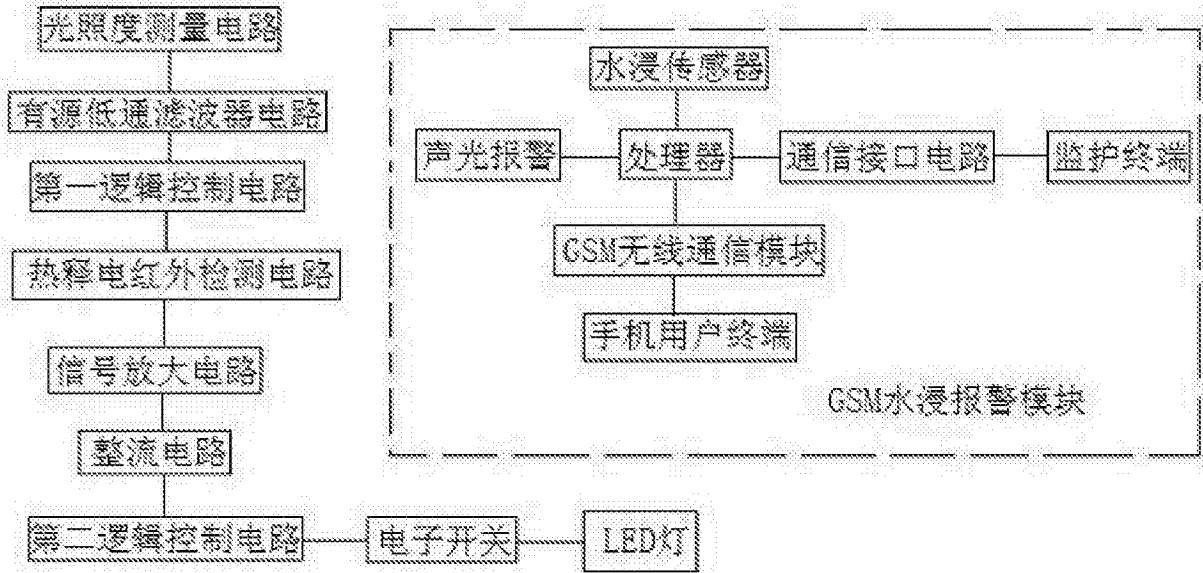 光照度测量电路
有源低通滤波器电路
第一逻辑控制电路
热释电红外检测电路
信号放大电路
整流电路
第二逻辑控制电路
电子开关
LED灯
水浸传感器
声光报警
处理器
通信接口电路
监护终端
GSM无线通信模块
手机用户终端
GSM水浸报警模块